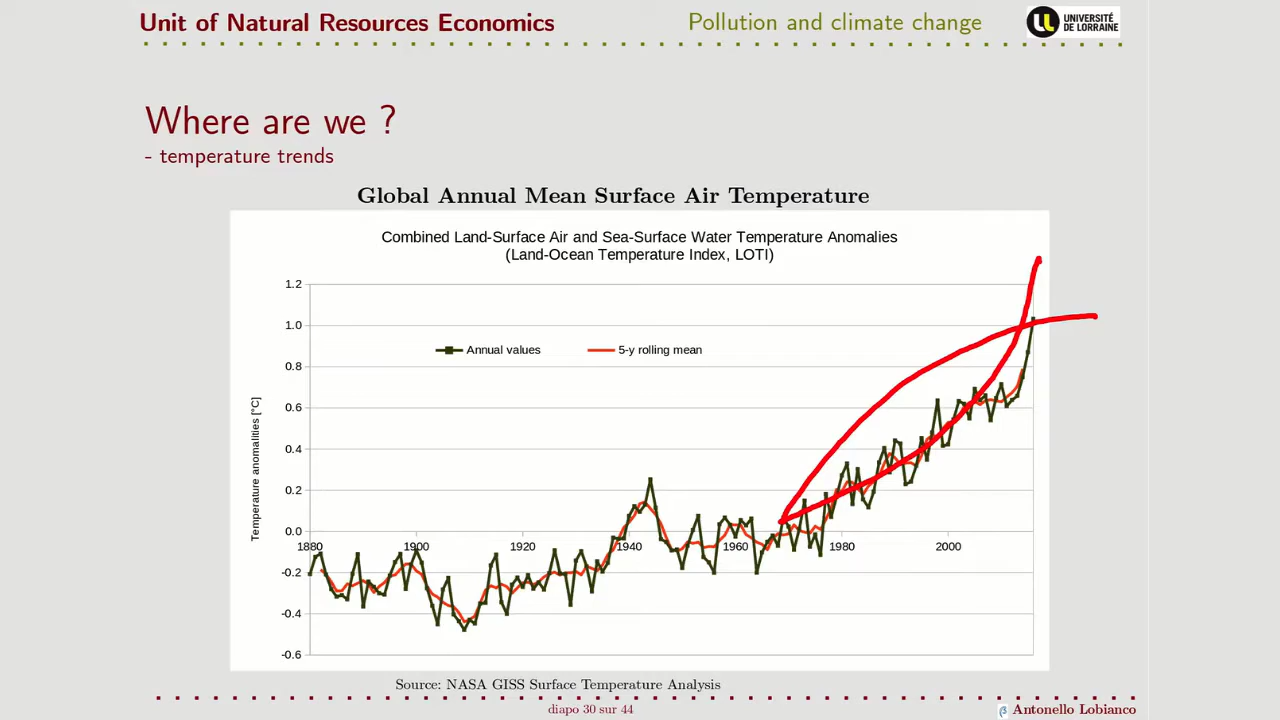 Unit of Natural Resources Economics
Pollution and climate change
UNIVERSITÉ
DE LORRAINE
Where are we ?
- temperature trends
Global Annual Mean Surface Air Temperature
Combined Land-Surface Air and Sea-Surface Water Temperature Anomalies
(Land-Ocean Temperature Index, LOTI)
1.2
1.0
0.8
0.6
0.4
0.2
0.0
-0.2
-0.4
-0.6
Temperature anomalities [°C]
Annual values
5-y rolling mean
1880
1900
1920
1940
1960
1980
2000
Source: NASA GISS Surface Temperature Analysis
diapo 30 sur 44
β Antonello Lobianco